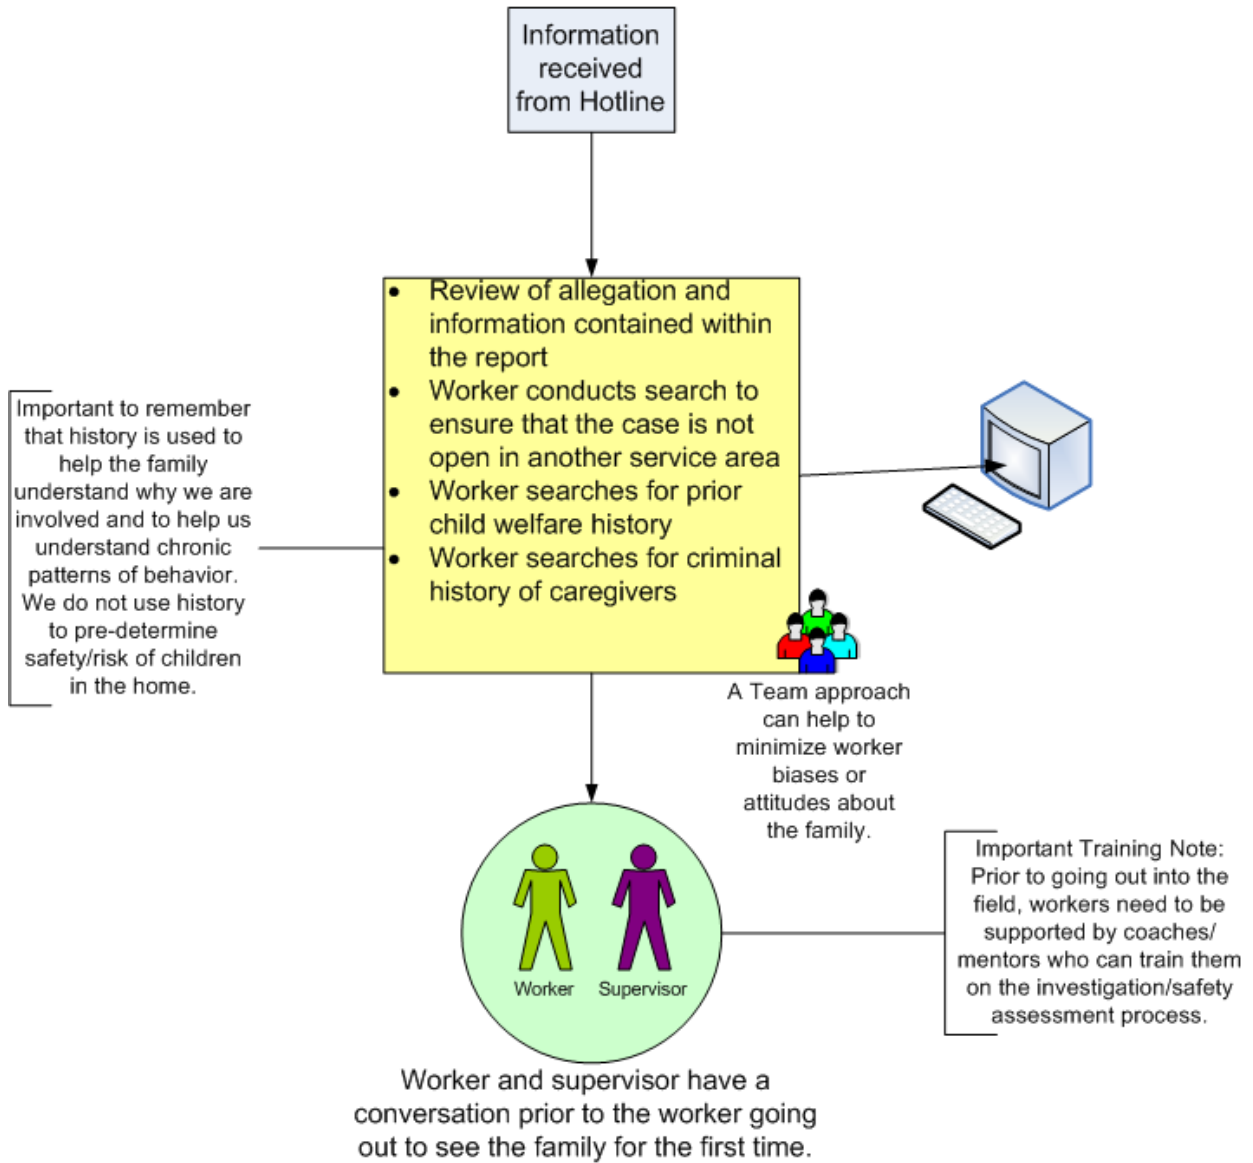 Information
received
from Hotline
• Review of allegation and
information contained within
the report
• Worker conducts search to
ensure that the case is not
open in another service area
• Worker searches for prior
child welfare history
• Worker searches for criminal
history of caregivers
Important to remember
that history is used to
help the family
understand why we are
involved and to help us
understand chronic
patterns of behavior.
We do not use history
to pre-determine
safety/risk of children
in the home.
A Team approach
can help to
minimize worker
biases or
attitudes about
the family.
Worker
Supervisor
Important Training Note:
Prior to going out into the
field, workers need to be
supported by coaches/
mentors who can train them
on the investigation/safety
assessment process.
Worker and supervisor have a
conversation prior to the worker going
out to see the family for the first time.